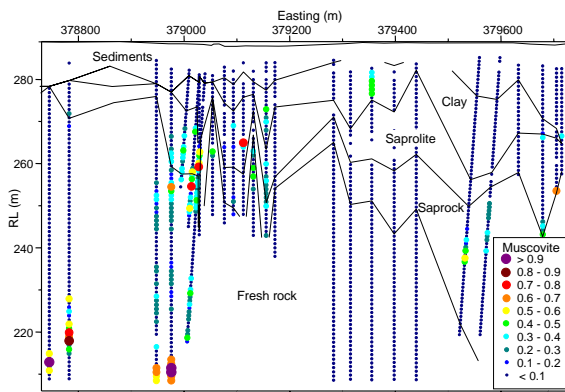 Easting (m)
378800 379000 379200 379400 379600
Sediments
280
Clay
260
Saprolite
RL (m)
Saprock
240
Fresh rock
220
Muscovite
> 0.9
0.8 - 0.9
0.7 - 0.8
0.6 - 0.7
0.5 - 0.6
0.4 - 0.5
0.3 - 0.4
0.2 - 0.3
0.1 - 0.2
< 0.1